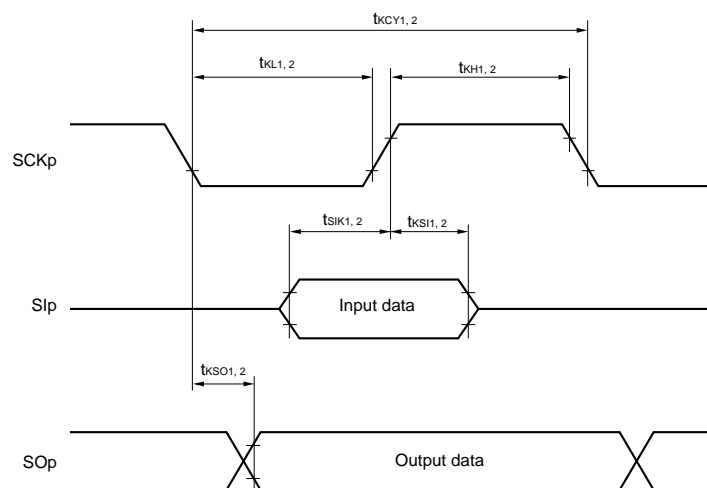 tKCY1, 2
tKL1, 2
tKH1, 2
SCKp
tSIK1, 2
tKSI1, 2
SIp
Input data
tKSO1, 2
SOp
Output data